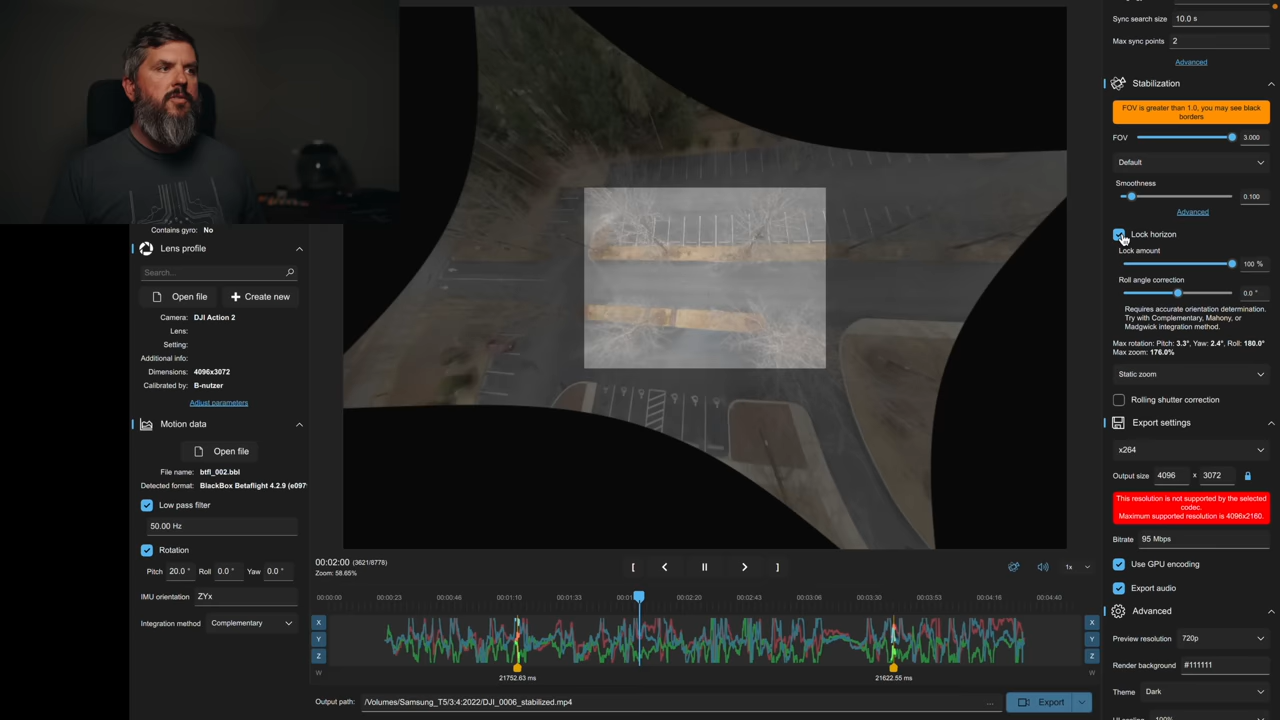 Contains gyro: No
Lens profile
Search...
Open file
Create new
Camera: DJI Action 2
Lens:
Setting:
Additional info:
Dimensions: 4096x3072
Calibrated by: B-nutzer
Adjust parameters
Motion data
Open file
File name: btfl_002.bbl
Detected format: BlackBox Betaflight 4.2.9 (e097
Low pass filter
50.00 Hz
Rotation
Pitch 20.0 ° Roll 0.0 ° Yaw 0.0 °
IMU orientation ZYx
Integration method Complementary
00:02:00 (3621/8778)
Zoom: 58.65%
[ ]
1x
00:00:00 00:00:23 00:00:46 00:01:10 00:01:33 00:01: 00:02:20 00:02:43 00:03:06 00:03:30 00:03:53 00:04:16 00:04:40
X X
Y Y
Z Z
W W
21752.63 ms 21622.55 ms
Output path: /Volumes/Samsung_T5/3:4:2022/DJI_0006_stabilized.mp4 ... Export
Sync search size 10.0 s
Max sync points 2
Advanced
Stabilization
FOV is greater than 1.0, you may see black
borders
FOV 3.000
Default
Smoothness
0.100
Advanced
Lock horizon
Lock amount
100 %
Roll angle correction
0.0 °
Requires accurate orientation determination.
Try with Complementary, Mahony, or
Madgwick integration method.
Max rotation: Pitch: 3.3°, Yaw: 2.4°, Roll: 180.0°
Max zoom: 176.0%
Static zoom
Rolling shutter correction
Export settings
x264
Output size 4096 x 3072
This resolution is not supported by the selected
codec.
Maximum supported resolution is 4096x2160.
Bitrate 95 Mbps
Use GPU encoding
Export audio
Advanced
Preview resolution 720p
Render background #111111
Theme Dark